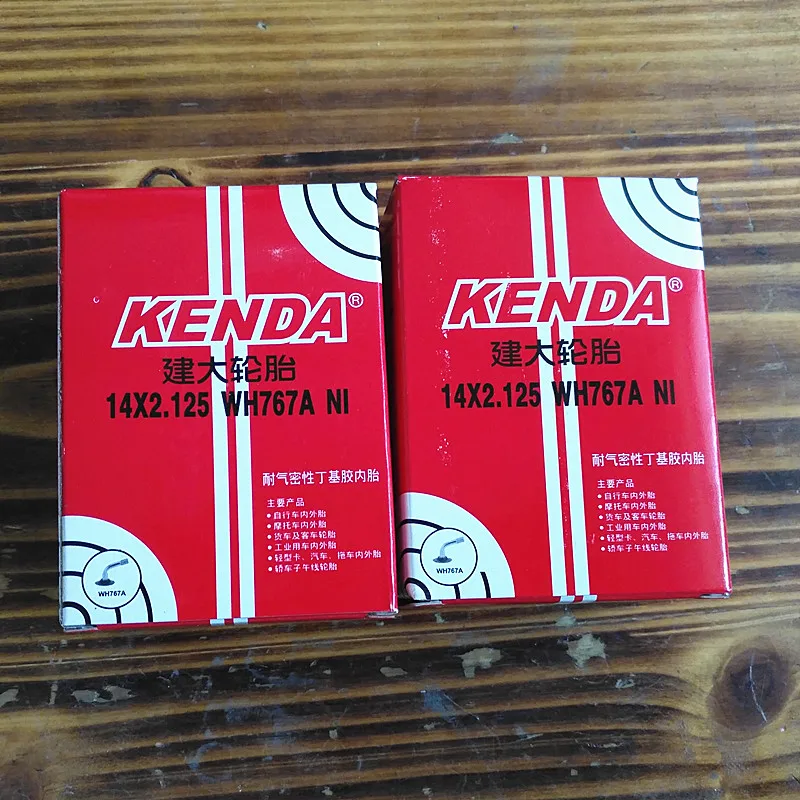 KENDA®
建大轮胎
14X2.125 WH767A NI
耐气密性丁基胶内胎
主要产品
• 自行车内外胎
• 摩托车内外胎
• 货车及客车轮胎
• 工业用车内外胎
• 轻型卡、汽车、拖车内外胎
• 轿车子午线轮胎
WH767A
KENDA®
建大轮胎
14X2.125 WH767A NI
耐气密性丁基胶内胎
主要产品
• 自行车内外胎
• 摩托车内外胎
• 货车及客车轮胎
• 工业用车内外胎
• 轻型卡、汽车、拖车内外胎
• 轿车子午线轮胎
WH767A